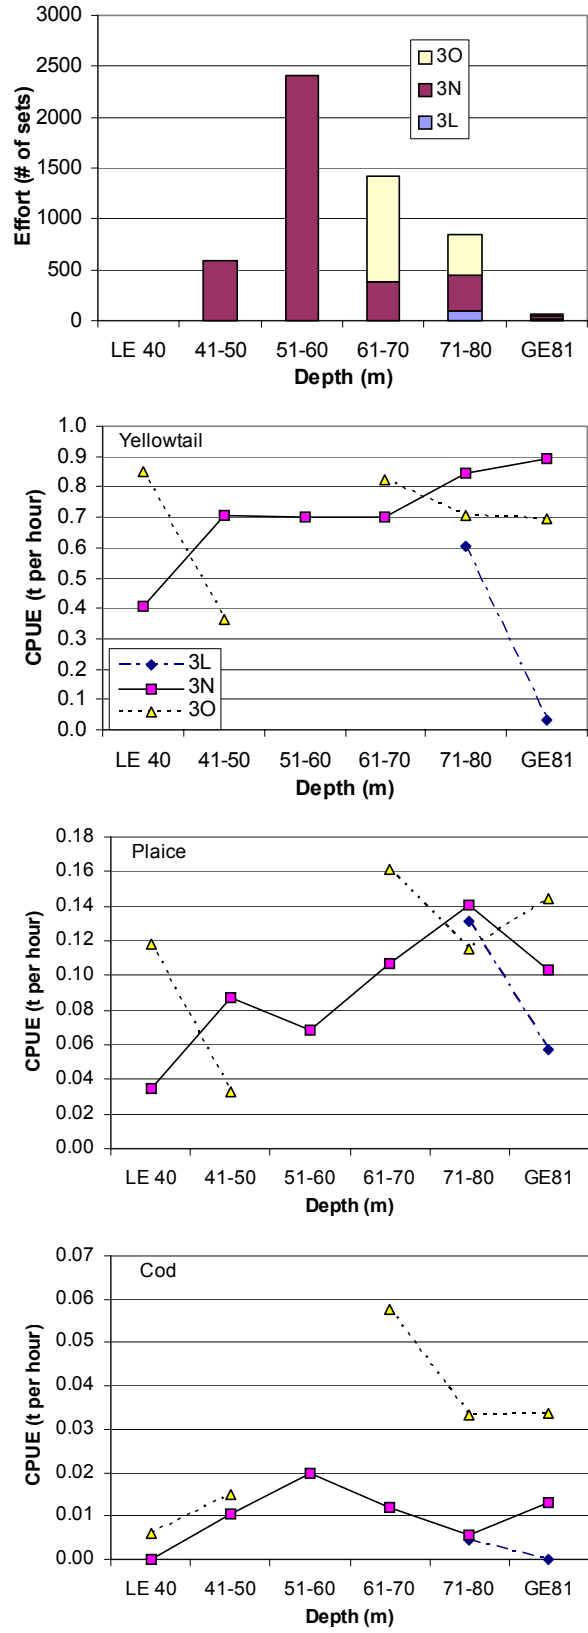 3000
2500
2000
1500
1000
500
0
Effort (# of sets)
3O
3N
3L
LE 40 41-50 51-60 61-70 71-80 GE81
Depth (m)
Yellowtail
1.0
0.9
0.8
0.7
0.6
0.5
0.4
0.3
0.2
0.1
0.0
CPUE (t per hour)
3L
3N
3O
LE 40 41-50 51-60 61-70 71-80 GE81
Depth (m)
Plaice
0.18
0.16
0.14
0.12
0.10
0.08
0.06
0.04
0.02
0.00
CPUE (t per hour)
LE 40 41-50 51-60 61-70 71-80 GE81
Depth (m)
Cod
0.07
0.06
0.05
0.04
0.03
0.02
0.01
0.00
CPUE (t per hour)
LE 40 41-50 51-60 61-70 71-80 GE81
Depth (m)